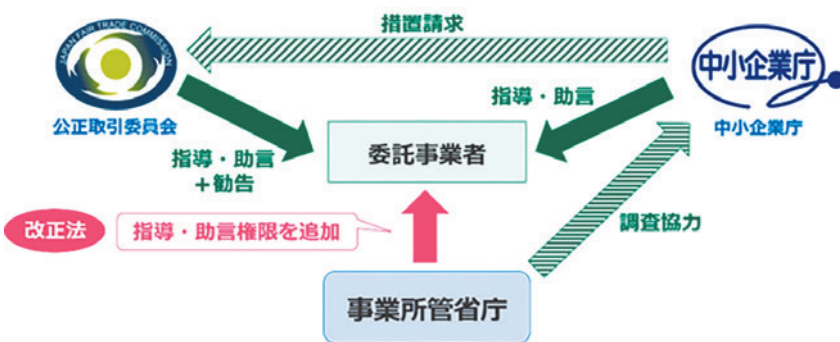 措置請求
JAPAN FAIR TRADE COMMISSION
公正取引委員会
中小企業庁
中小企業庁
指導・助言
指導・助言
+勧告
委託事業者
改正法
指導・助言権限を追加
調査協力
事業所管省庁